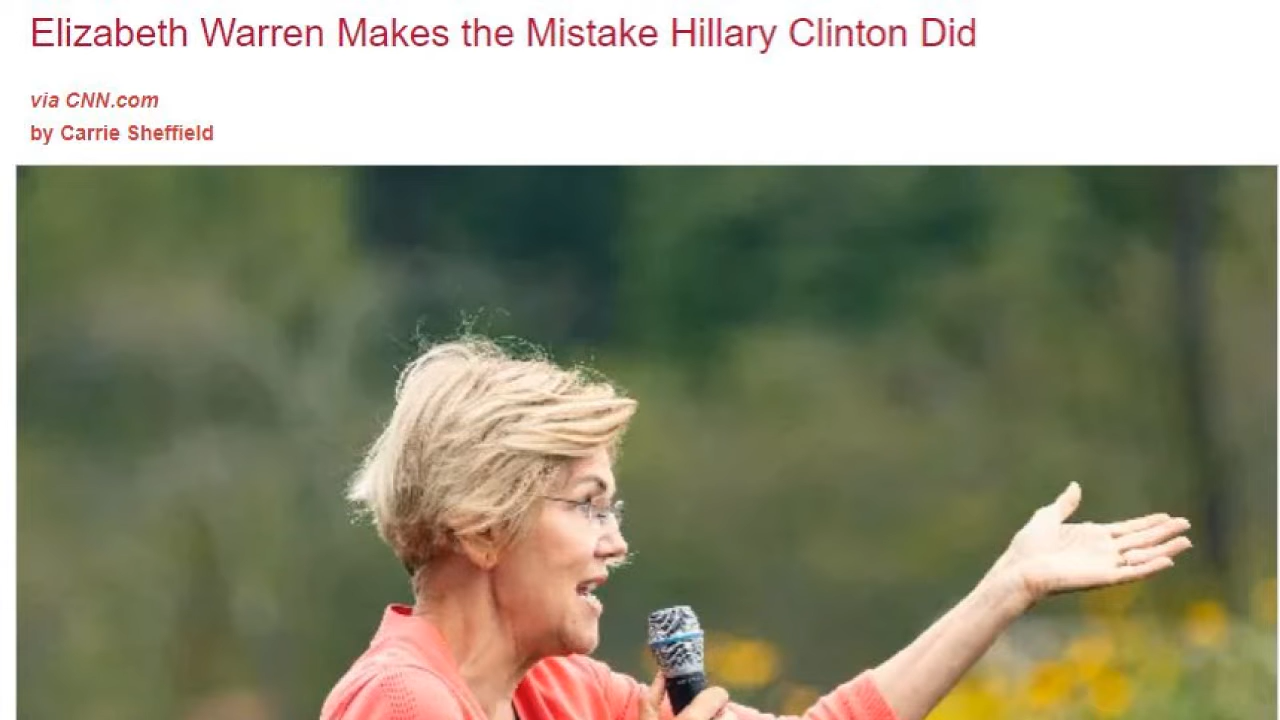 Elizabeth Warren Makes the Mistake Hillary Clinton Did
via CNN.com
by Carrie Sheffield